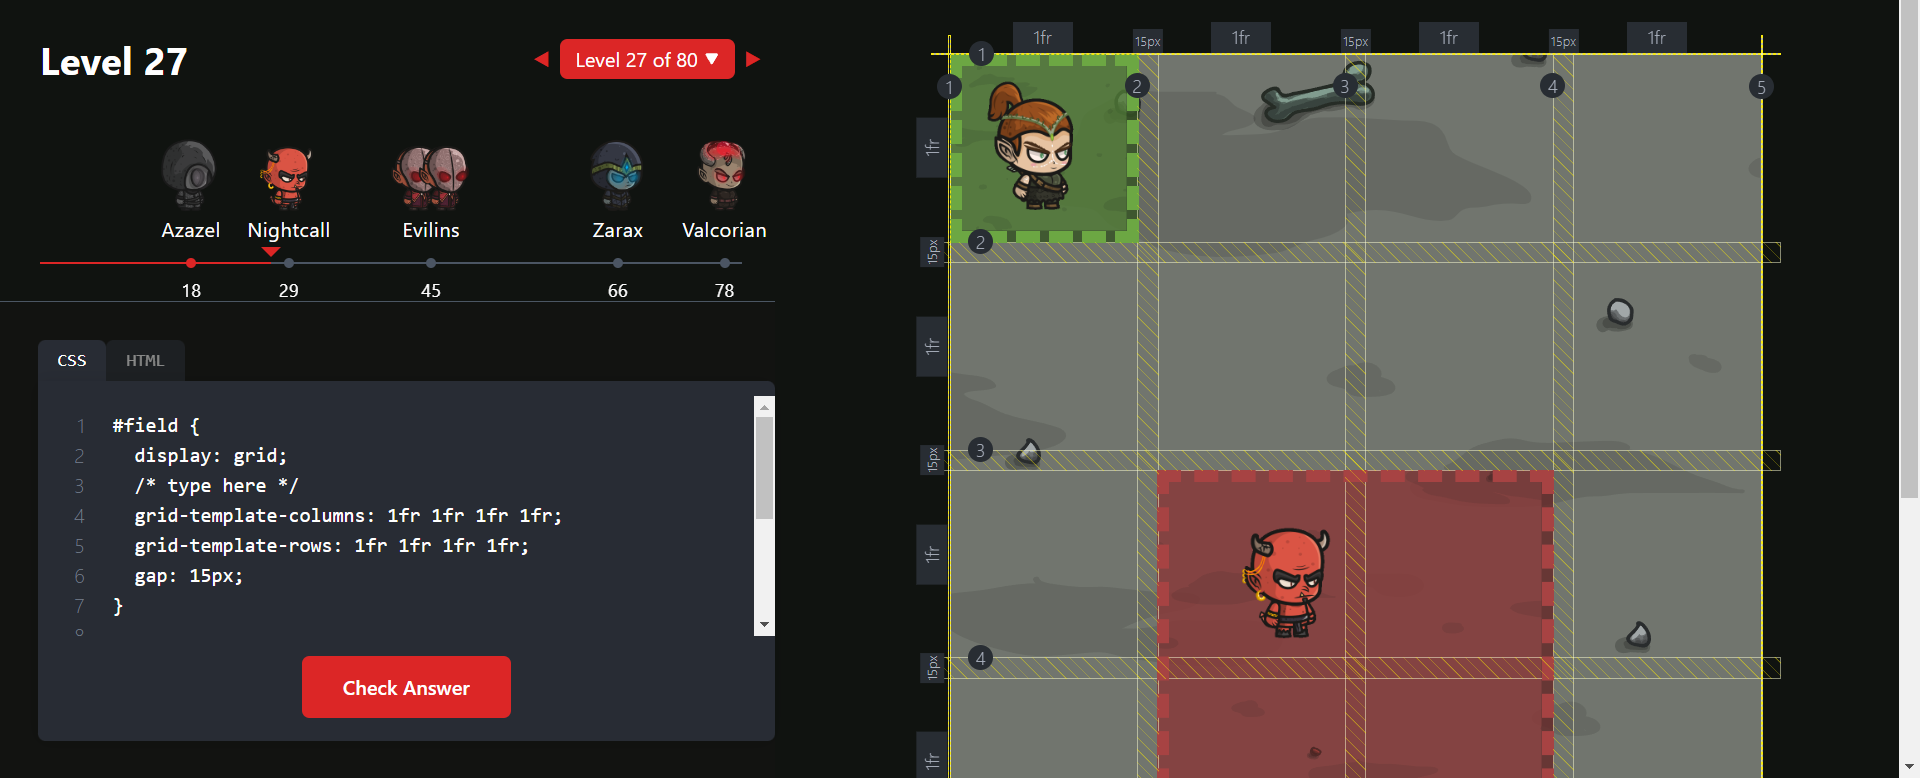 Level 27
◀ Level 27 of 80 ▼ ▶
Azazel Nightcall Evilins Zarax Valcorian
18 29 45 66 78
CSS HTML
1 #field {
2 display: grid;
3 /* type here */
4 grid-template-columns: 1fr 1fr 1fr 1fr;
5 grid-template-rows: 1fr 1fr 1fr 1fr;
6 gap: 15px;
7 }
Check Answer
1fr 15px 1fr 15px 1fr 15px 1fr
1
1 2 3 4 5
1fr
2
15px
1fr
3
15px
1fr
4
15px
1fr